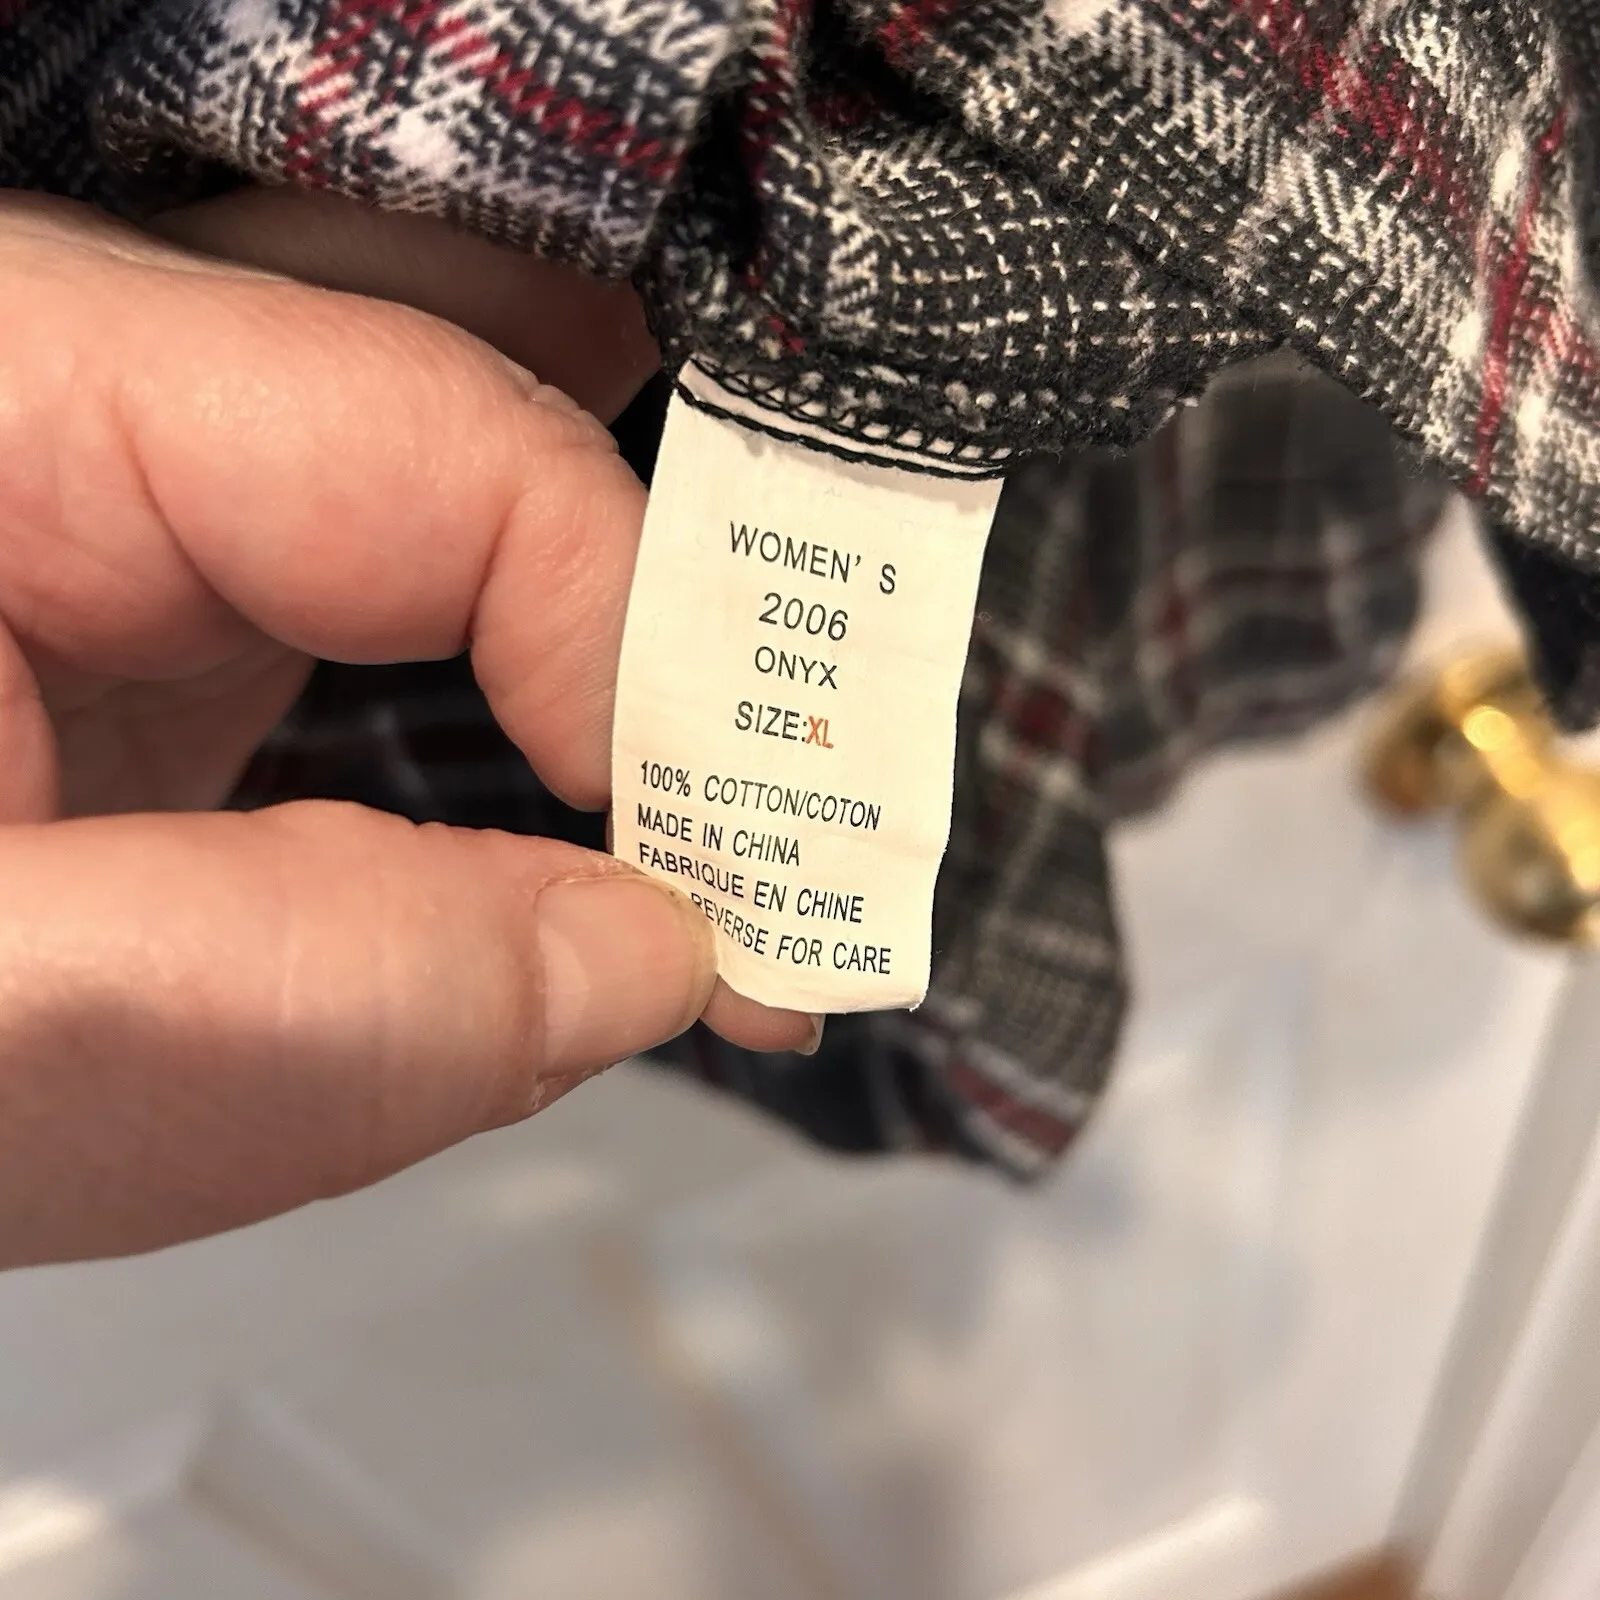 WOMEN' S
2006
ONYX
SIZE:XL
100% COTTON/COTON
MADE IN CHINA
FABRIQUE EN CHINE
REVERSE FOR CARE